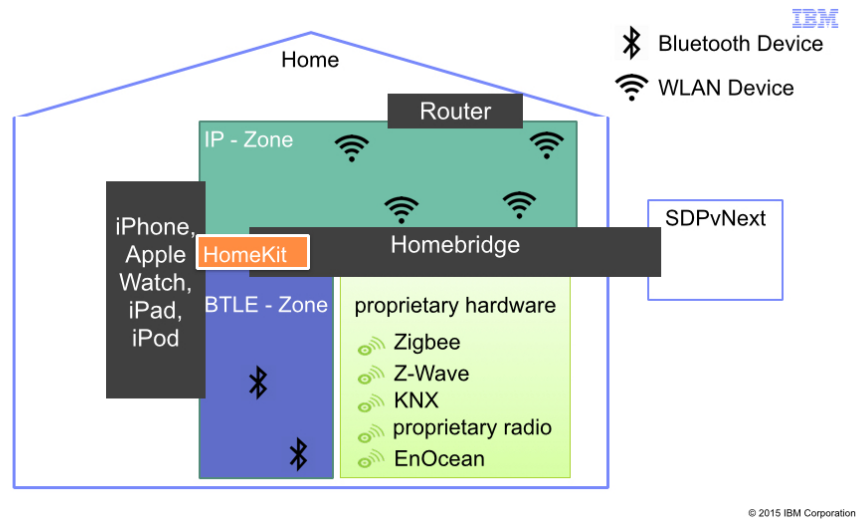 IBM
Home
Bluetooth Device
WLAN Device
Router
IP - Zone
iPhone,
Apple
Watch,
iPad,
iPod
HomeKit
Homebridge
SDPvNext
BTLE - Zone
proprietary hardware
Zigbee
Z-Wave
KNX
proprietary radio
EnOcean
© 2015 IBM Corporation